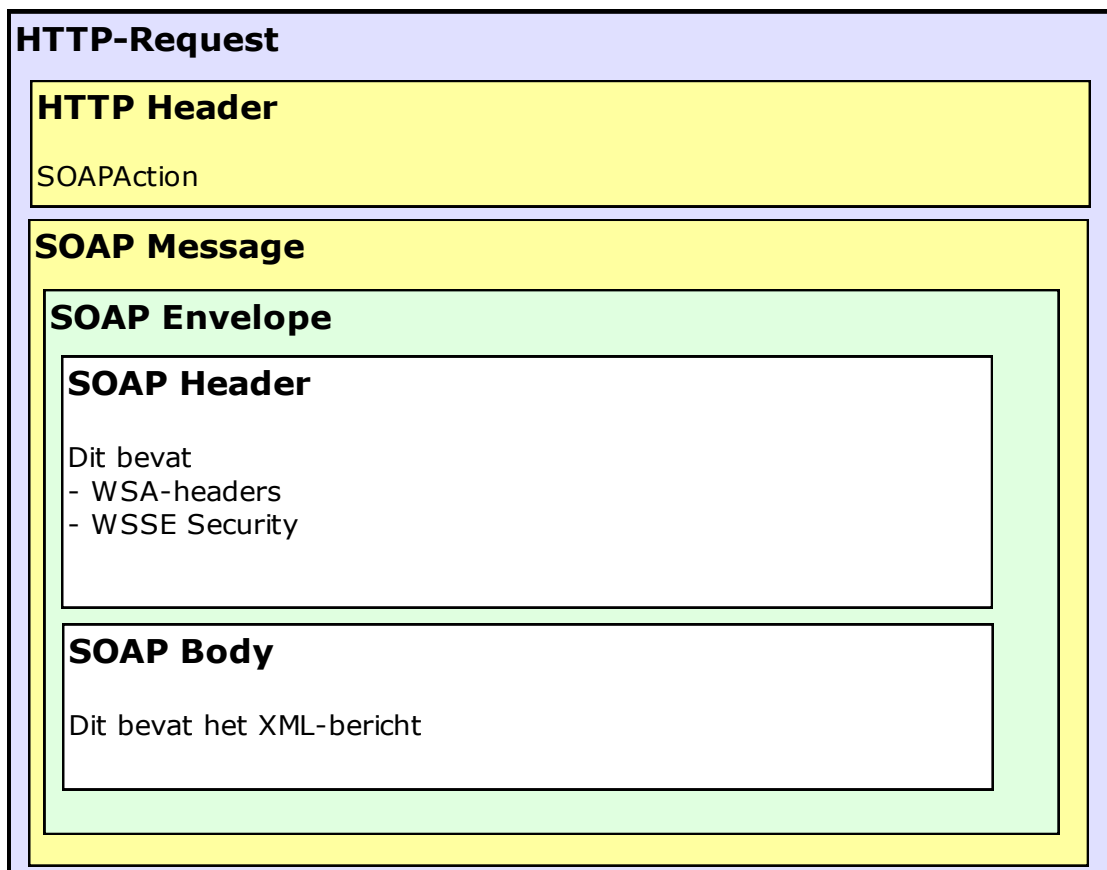 HTTP-Request
HTTP Header
SOAPAction
SOAP Message
SOAP Envelope
SOAP Header
Dit bevat
- WSA-headers
- WSSE Security
SOAP Body
Dit bevat het XML-bericht